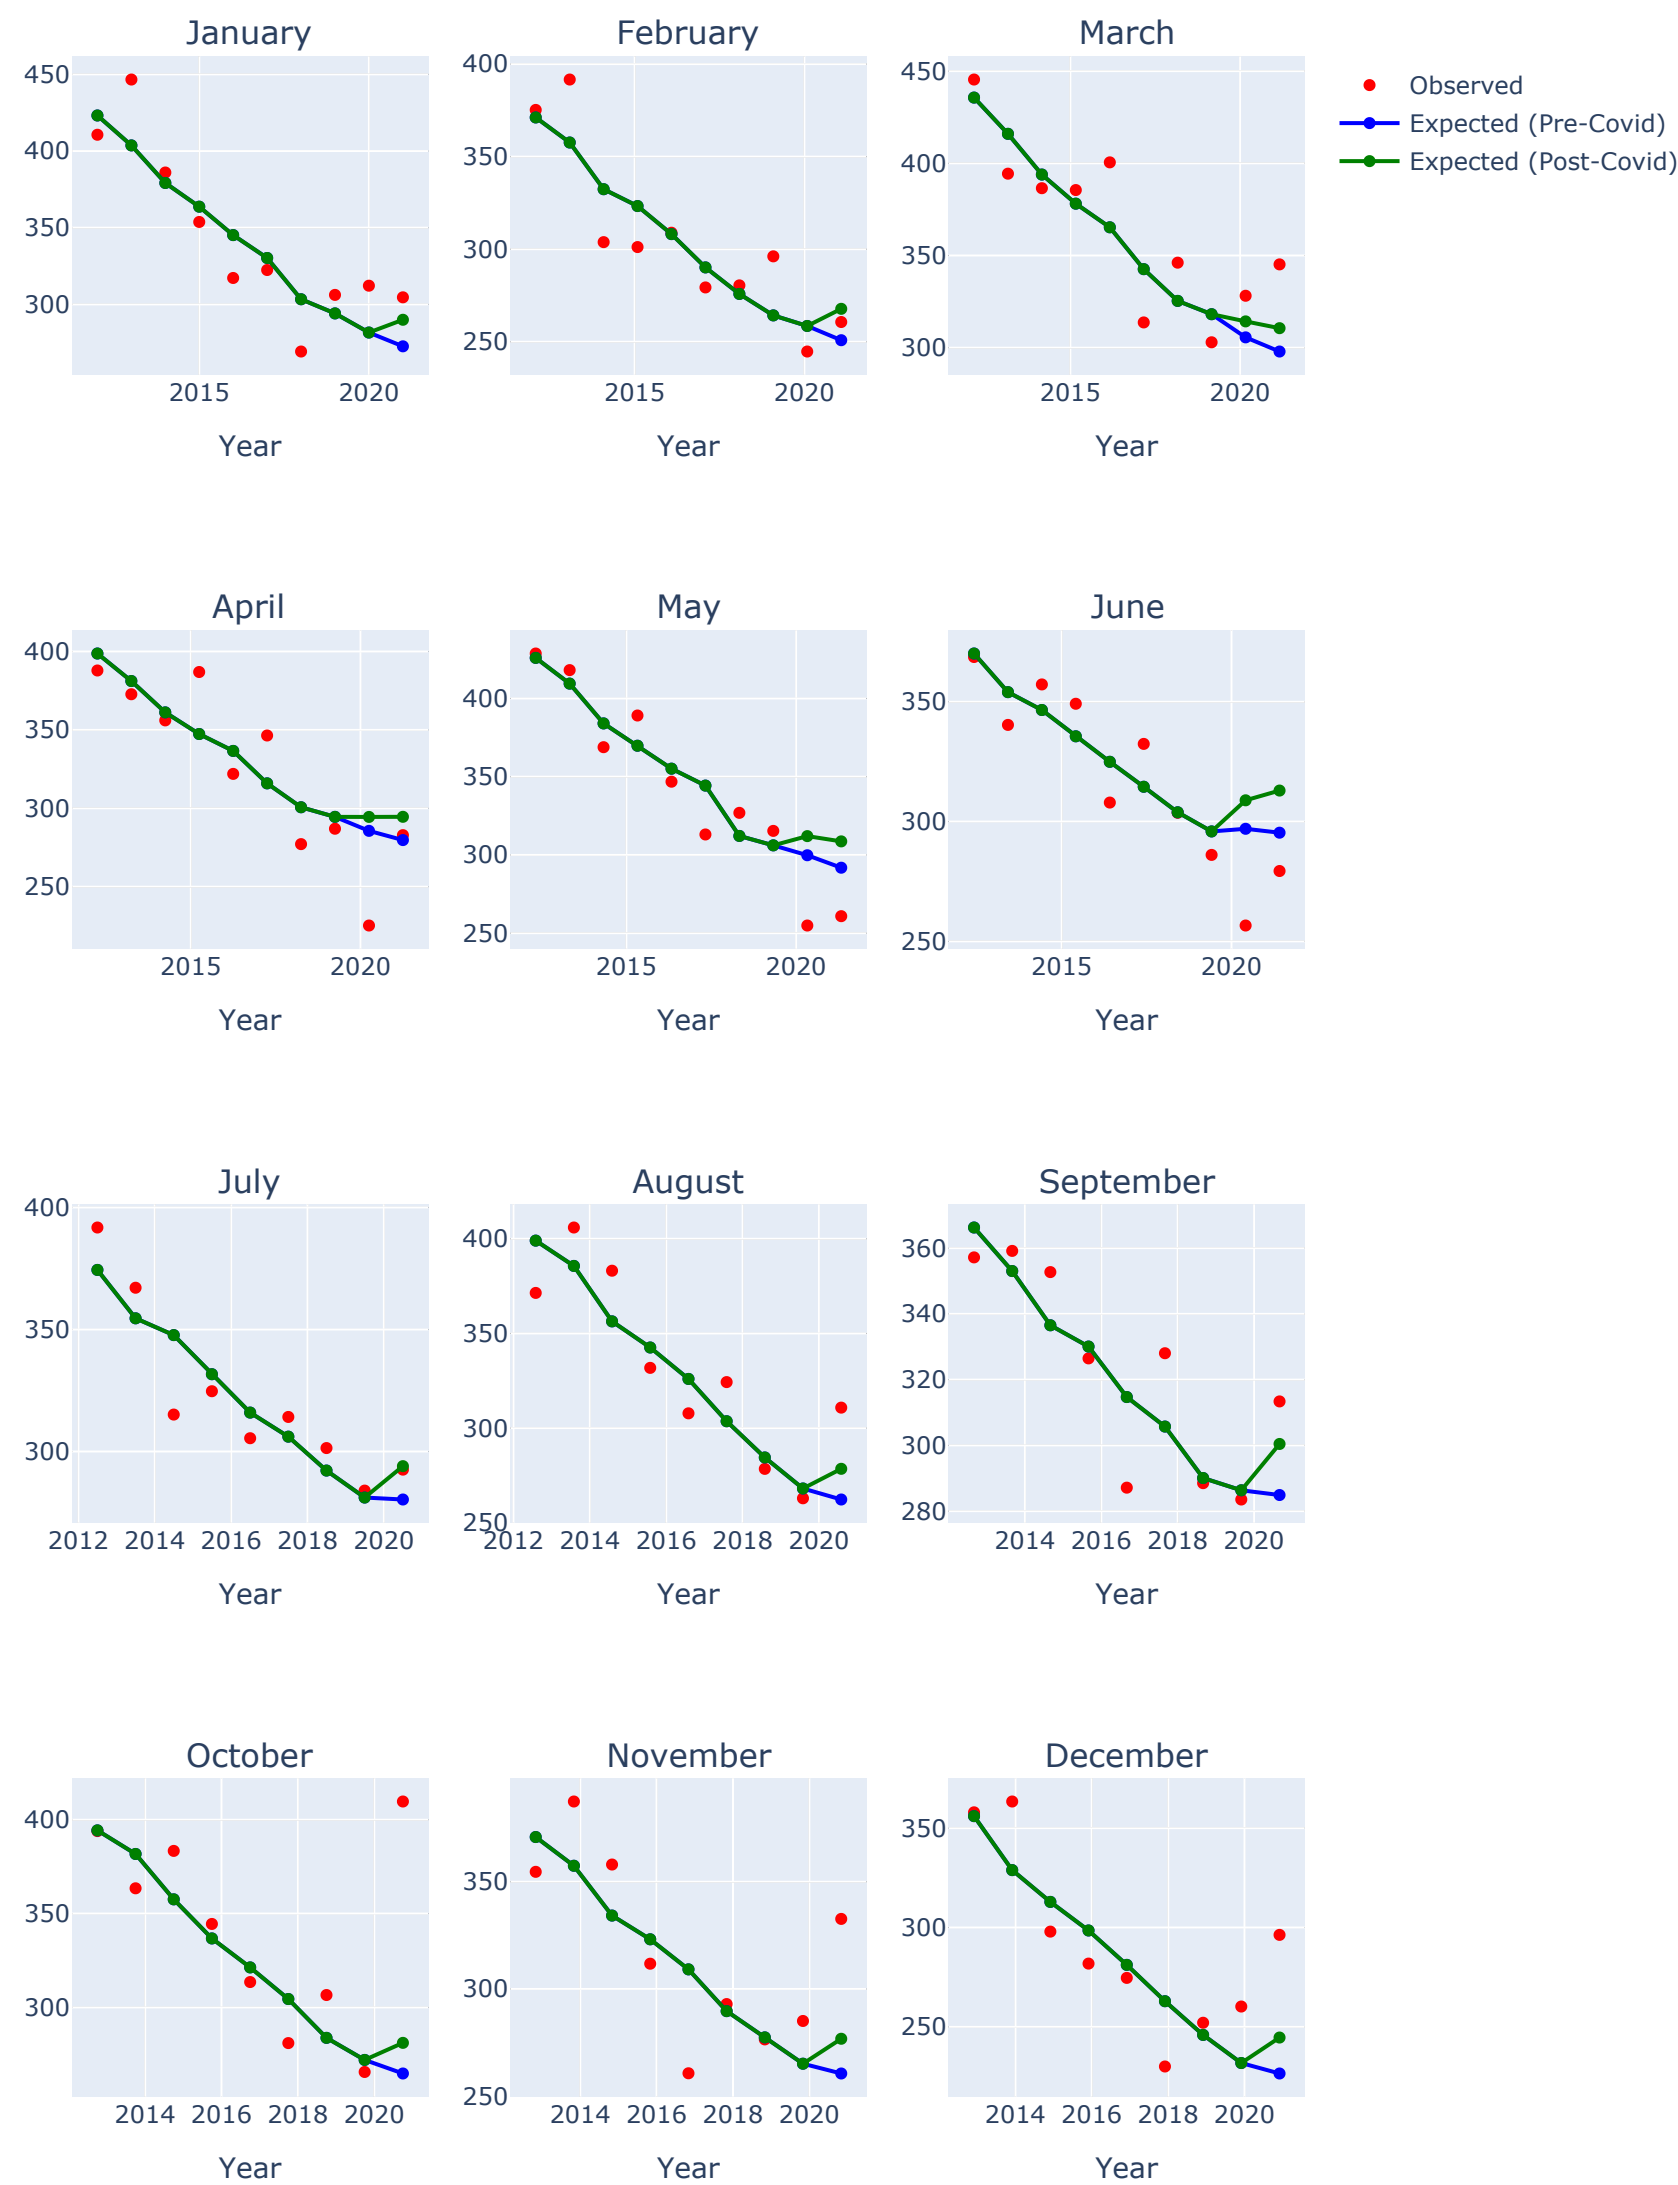 January
February
March
450
400
350
300
2015
2020
Year
400
350
300
250
2015
2020
Year
450
400
350
300
2015
2020
Year
Observed
Expected (Pre-Covid)
Expected (Post-Covid)
April
May
June
400
350
300
250
2015
2020
Year
400
350
300
250
2015
2020
Year
350
300
250
2015
2020
Year
July
August
September
400
350
300
2012 2014 2016 2018 2020
Year
400
350
300
250
2012 2014 2016 2018 2020
Year
360
340
320
300
280
2014 2016 2018 2020
Year
October
November
December
400
350
300
2014 2016 2018 2020
Year
350
300
250
2014 2016 2018 2020
Year
350
300
250
2014 2016 2018 2020
Year